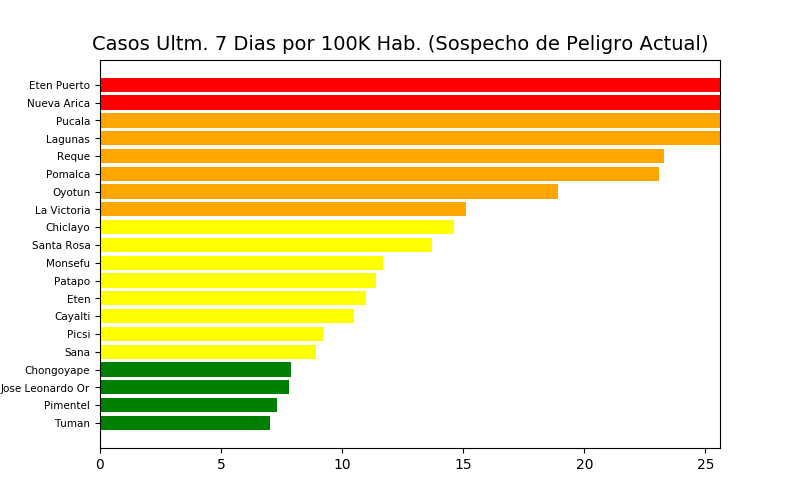 Casos Ultm. 7 Dias por 100K Hab. (Sospecho de Peligro Actual)
Eten Puerto
Nueva Arica
Pucala
Lagunas
Reque
Pomalca
Oyotun
La Victoria
Chiclayo
Santa Rosa
Monsefu
Patapo
Eten
Cayalti
Picsi
Sana
Chongoyape
Jose Leonardo Or
Pimentel
Tuman
0 5 10 15 20 25